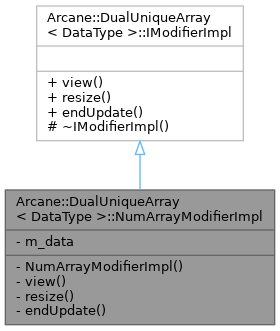 Arcane::DualUniqueArray
< DataType >::IModifierImpl
+ view()
+ resize()
+ endUpdate()
# ~IModifierImpl()
Arcane::DualUniqueArray
< DataType >::NumArrayModifierImpl
- m_data
- NumArrayModifierImpl()
- view()
- resize()
- endUpdate()